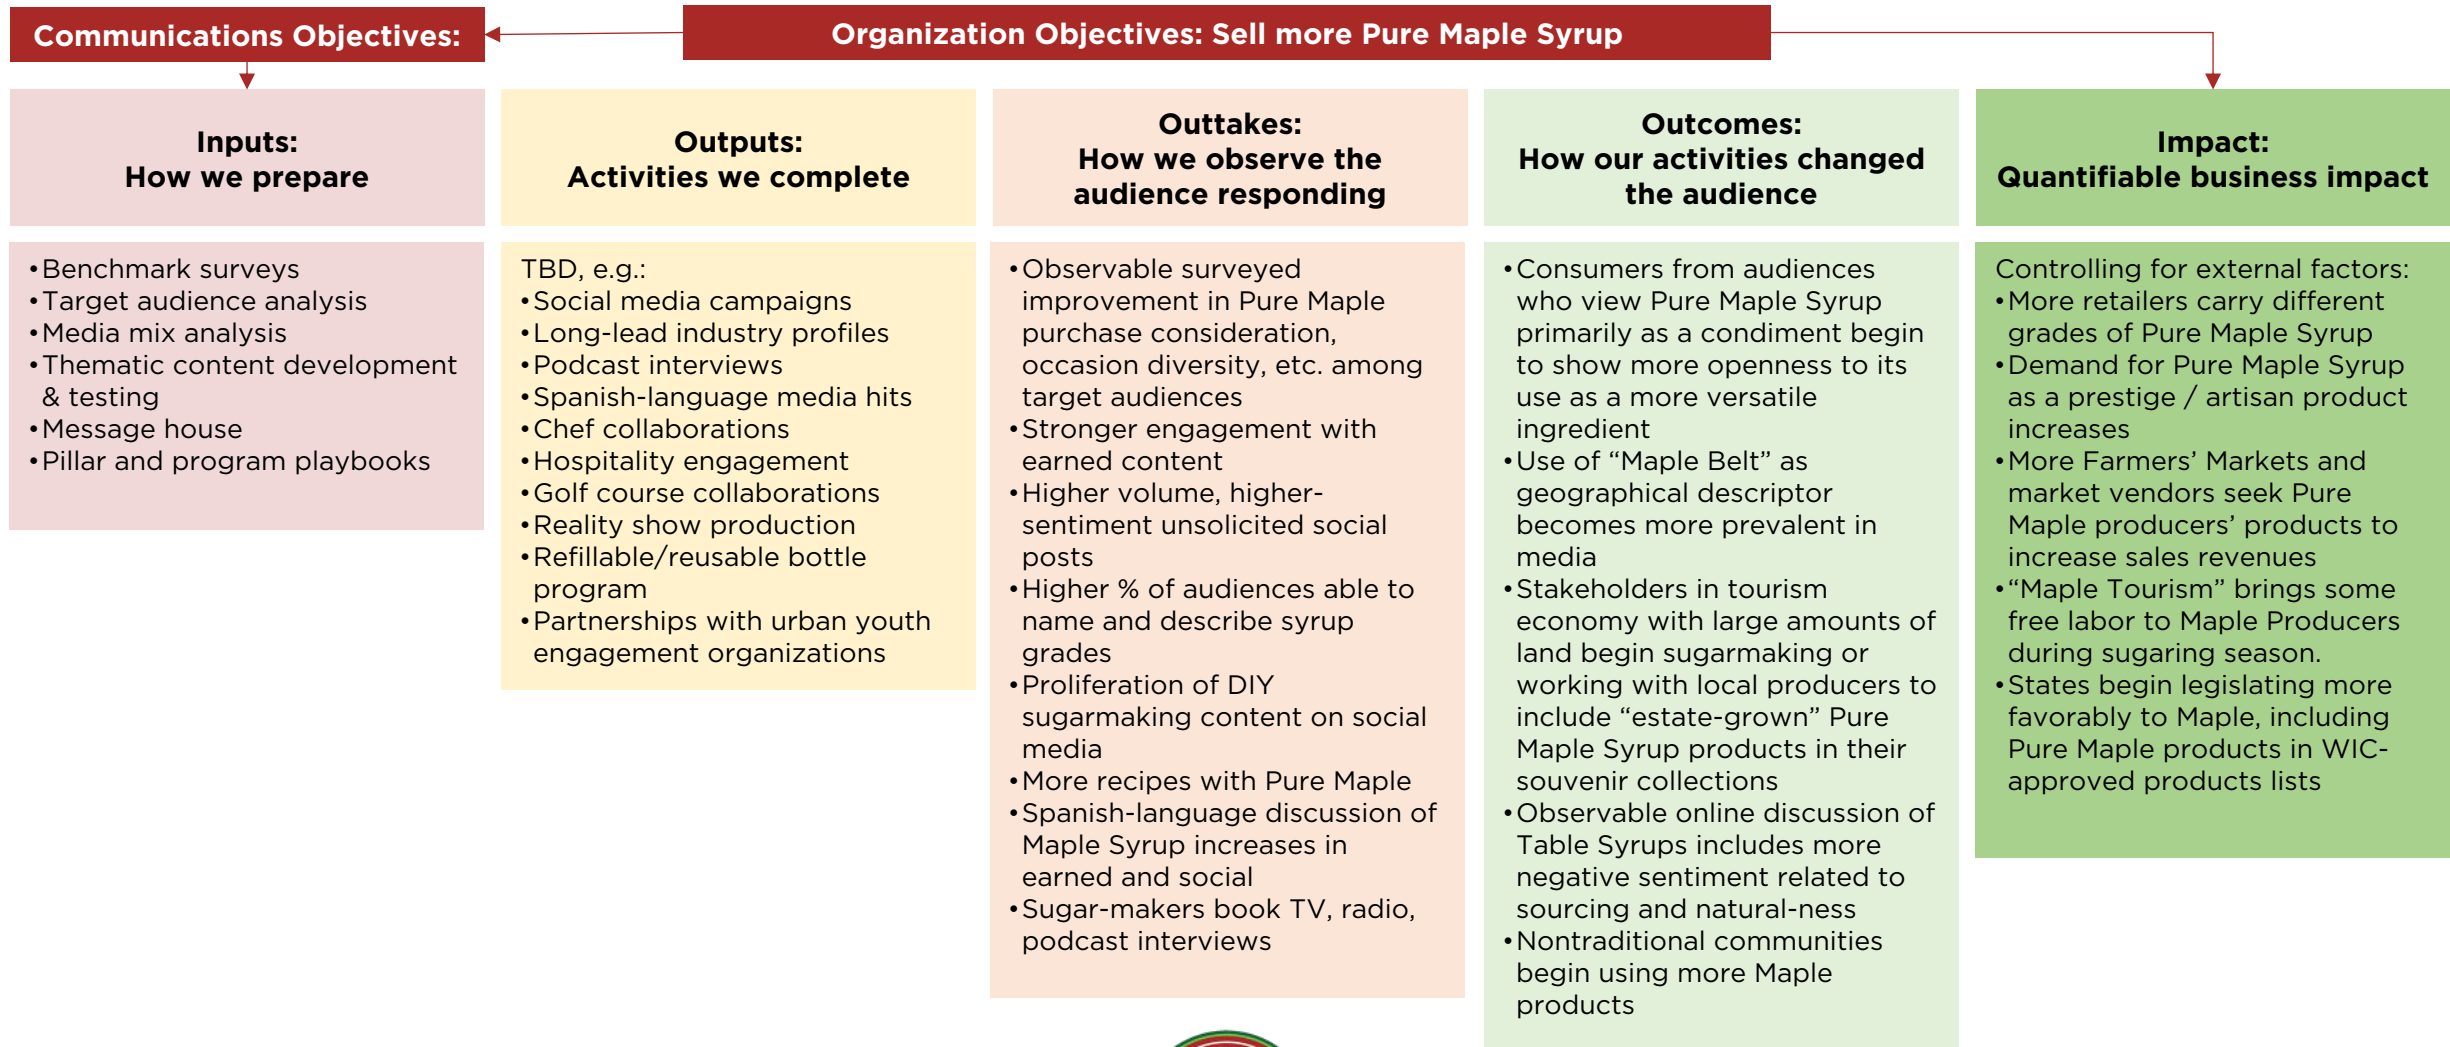 Communications Objectives:
Organization Objectives: Sell more Pure Maple Syrup
Inputs:
How we prepare
Outputs:
Activities we complete
Outtakes:
How we observe the
audience responding
Outcomes:
How our activities changed
the audience
Impact:
Quantifiable business impact
•Benchmark surveys
•Target audience analysis
•Media mix analysis
•Thematic content development
& testing
•Message house
•Pillar and program playbooks
TBD, e.g.:
•Social media campaigns
•Long-lead industry profiles
•Podcast interviews
•Spanish-language media hits
•Chef collaborations
•Hospitality engagement
•Golf course collaborations
•Reality show production
•Refillable/reusable bottle
program
•Partnerships with urban youth
engagement organizations
•Observable surveyed
improvement in Pure Maple
purchase consideration,
occasion diversity, etc. among
target audiences
•Stronger engagement with
earned content
•Higher volume, higher-
sentiment unsolicited social
posts
•Higher % of audiences able to
name and describe syrup
grades
•Proliferation of DIY
sugarmaking content on social
media
•More recipes with Pure Maple
•Spanish-language discussion of
Maple Syrup increases in
earned and social
•Sugar-makers book TV, radio,
podcast interviews
•Consumers from audiences
who view Pure Maple Syrup
primarily as a condiment begin
to show more openness to its
use as a more versatile
ingredient
•Use of “Maple Belt” as
geographical descriptor
becomes more prevalent in
media
•Stakeholders in tourism
economy with large amounts of
land begin sugarmaking or
working with local producers to
include “estate-grown” Pure
Maple Syrup products in their
souvenir collections
•Observable online discussion of
Table Syrups includes more
negative sentiment related to
sourcing and natural-ness
•Nontraditional communities
begin using more Maple
products
Controlling for external factors:
•More retailers carry different
grades of Pure Maple Syrup
•Demand for Pure Maple Syrup
as a prestige / artisan product
increases
•More Farmers’ Markets and
market vendors seek Pure
Maple producers’ products to
increase sales revenues
•“Maple Tourism” brings some
free labor to Maple Producers
during sugaring season.
•States begin legislating more
favorably to Maple, including
Pure Maple products in WIC-
approved products lists